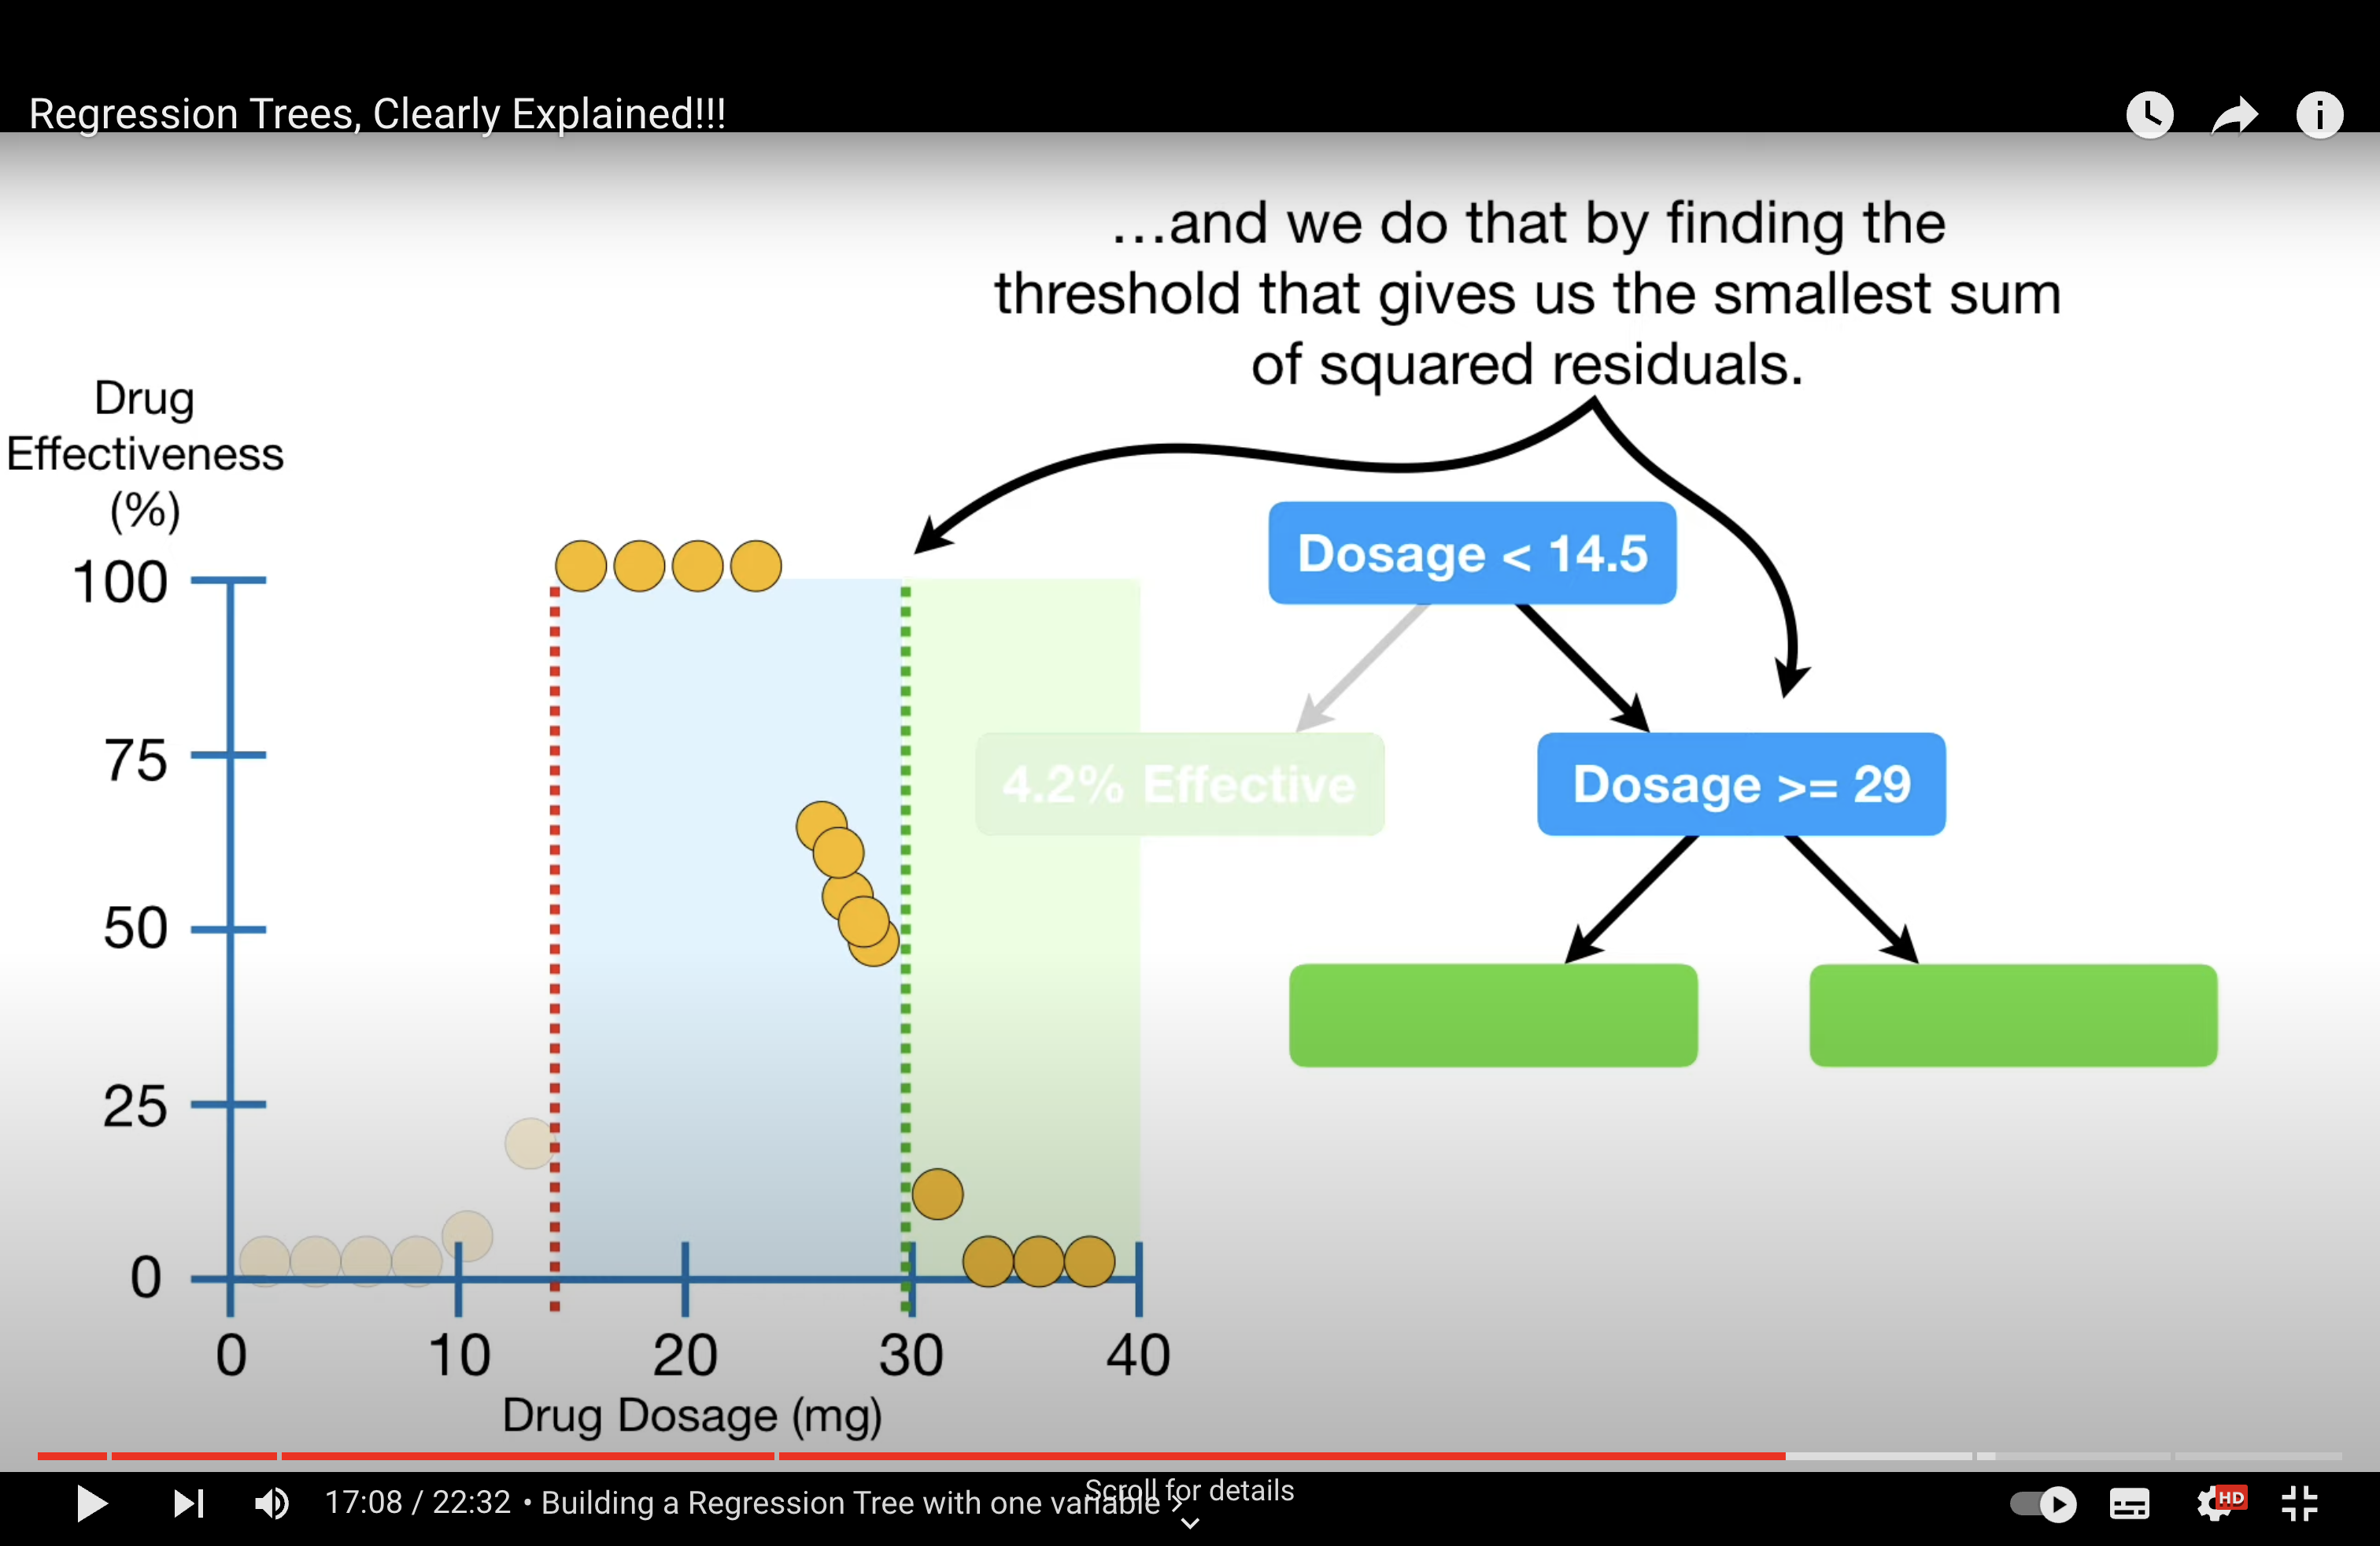 Regression Trees, Clearly Explained!!!
...and we do that by finding the
threshold that gives us the smallest sum
of squared residuals.
Drug
Effectiveness
(%)
100
75
50
25
0
0
10
20
30
40
Drug Dosage (mg)
Dosage < 14.5
4.2% Effective
Dosage >= 29
17:08 / 22:32 • Building a Regression Tree with one variable >
Scroll for details
HD